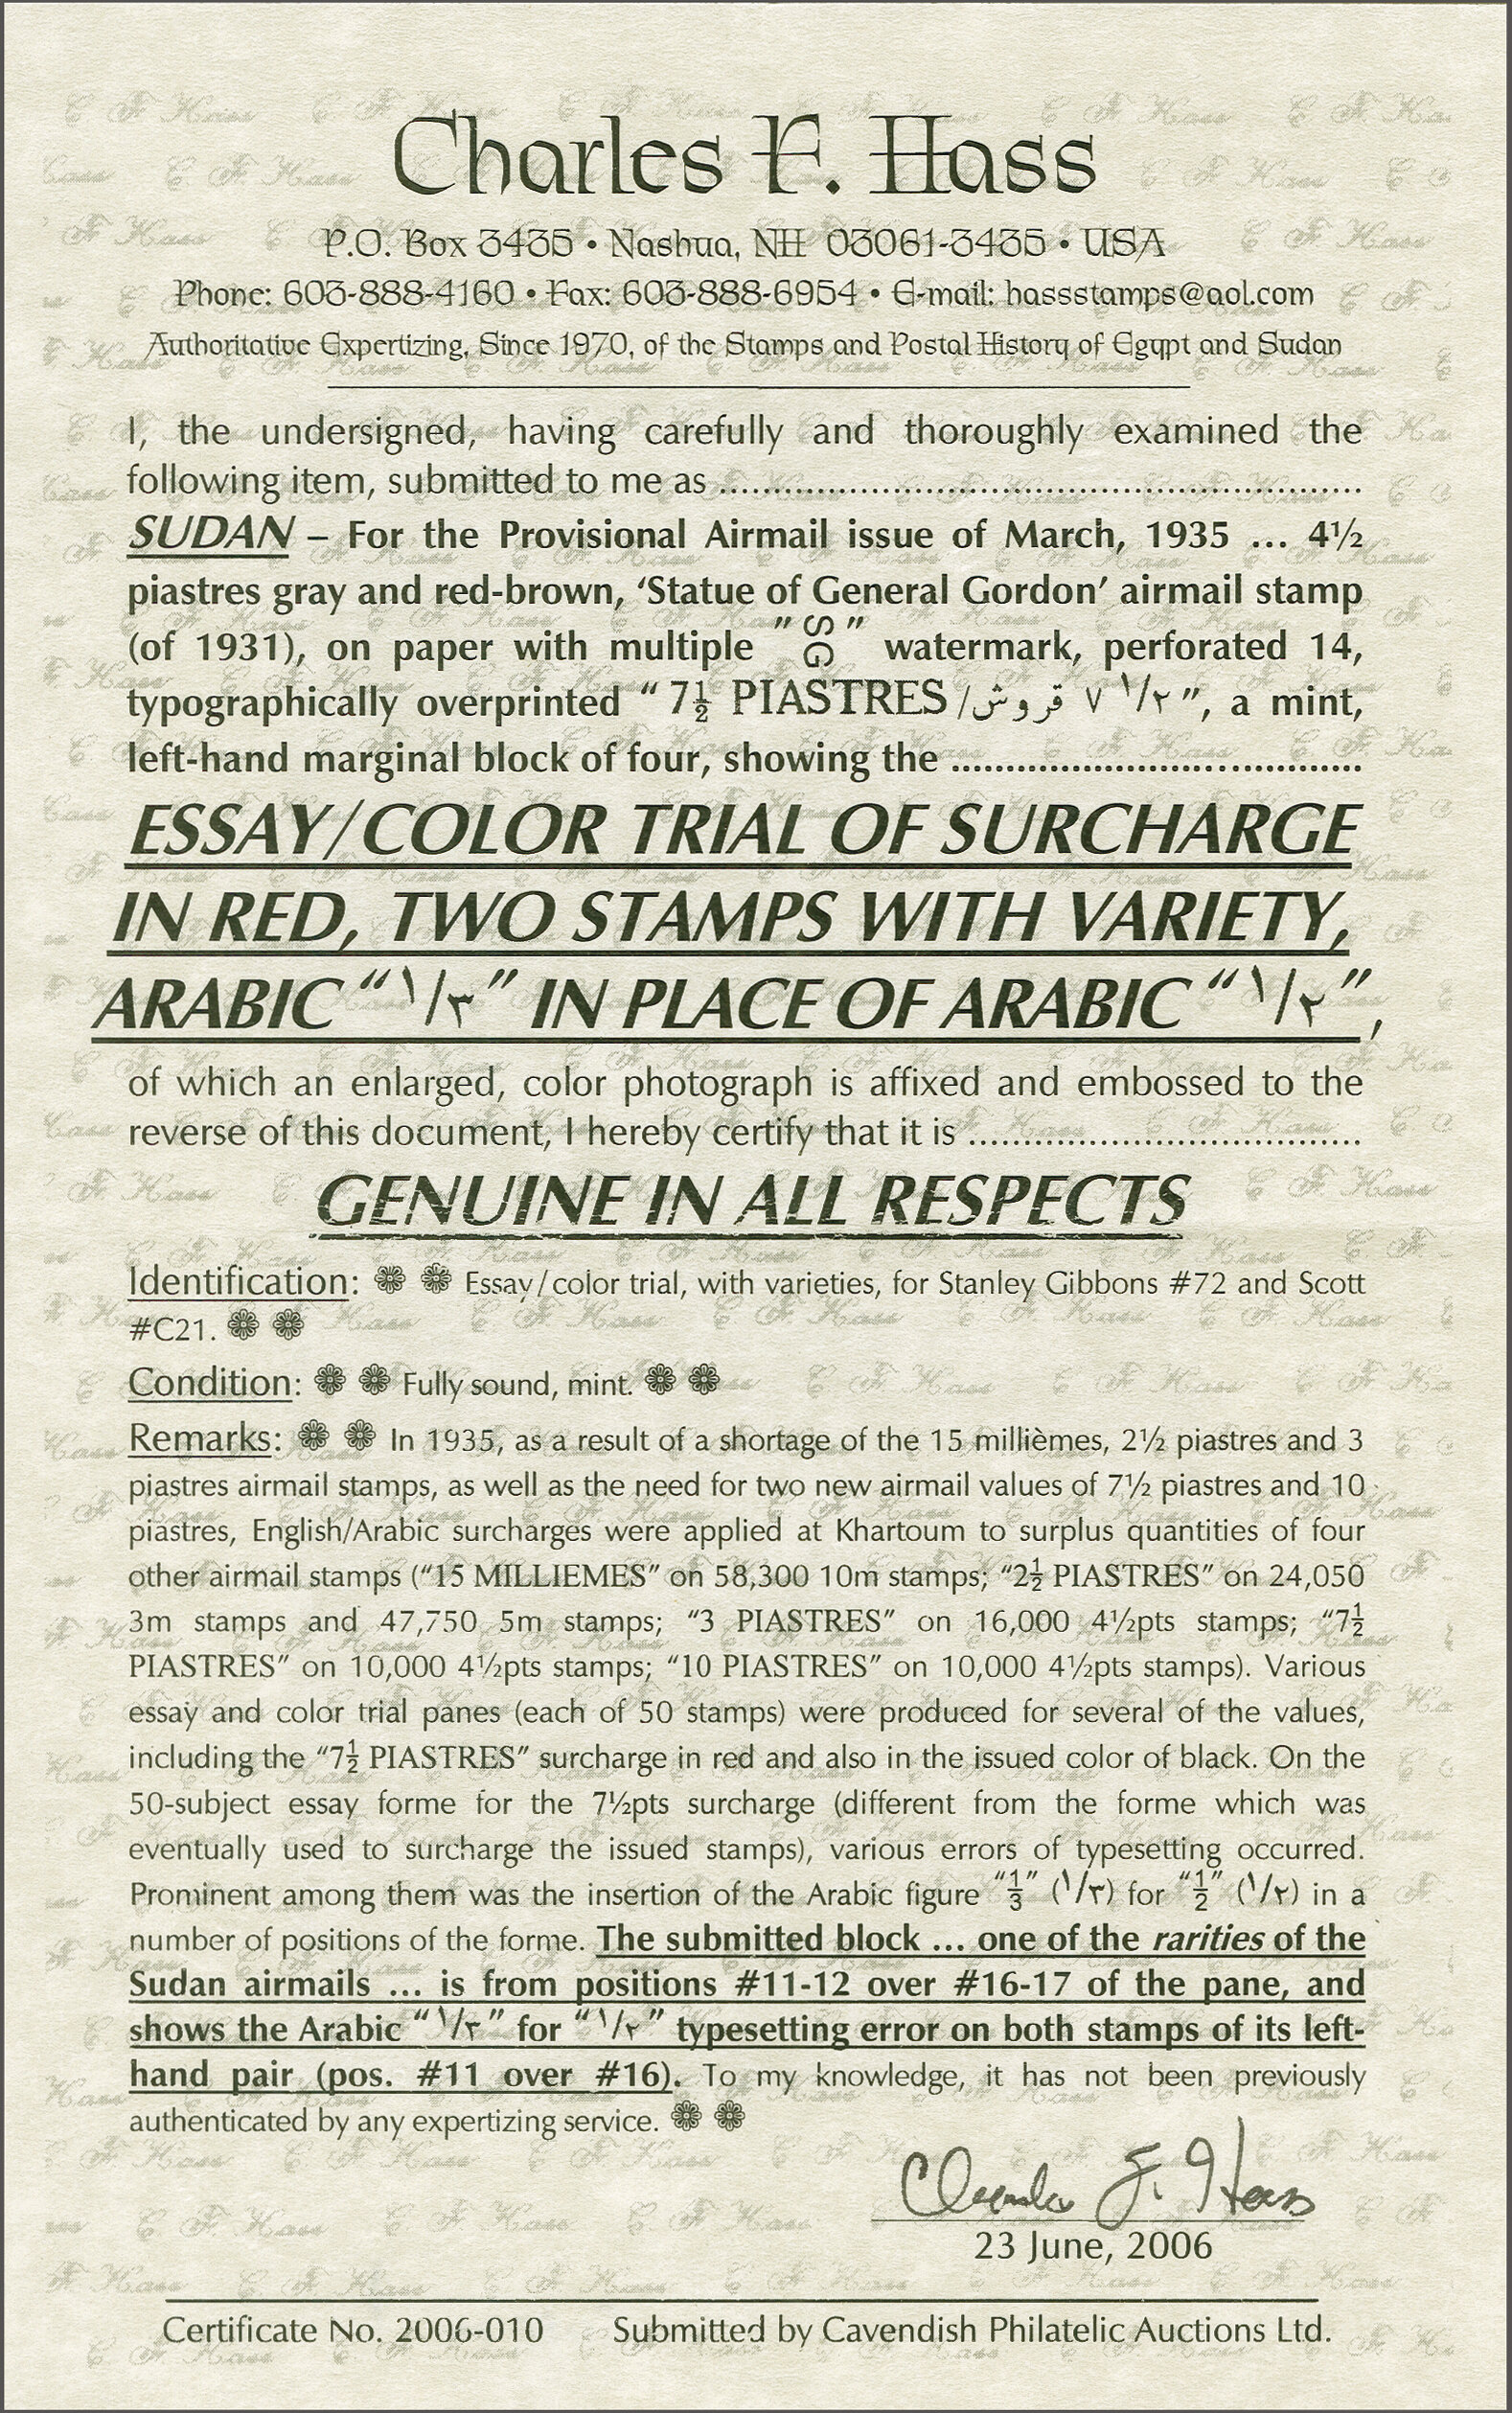 Charles F. Hass
P.O. Box 3435 • Nashua, NH 03061-3435 • USA
Phone: 603-888-4160 • Fax: 603-888-6954 • E-mail: hassstamps@aol.com
Authoritative Expertizing, Since 1970, of the Stamps and Postal History of Egypt and Sudan
I, the undersigned, having carefully and thoroughly examined the
following item, submitted to me as ..............................................................
SUDAN – For the Provisional Airmail issue of March, 1935 ... 4½
piastres gray and red-brown, ‘Statue of General Gordon’ airmail stamp
(of 1931), on paper with multiple "SG" watermark, perforated 14,
typographically overprinted “ 7½ PIASTRES / قروش ٧ ١/٢ ”, a mint,
left-hand marginal block of four, showing the .......................................
ESSAY/COLOR TRIAL OF SURCHARGE
IN RED, TWO STAMPS WITH VARIETY,
ARABIC “ ١/٣ ” IN PLACE OF ARABIC “ ١/٢ ”,
of which an enlarged, color photograph is affixed and embossed to the
reverse of this document, I hereby certify that it is .....................................
GENUINE IN ALL RESPECTS
Identification: ❁ ❁ Essay/color trial, with varieties, for Stanley Gibbons #72 and Scott
#C21. ❁ ❁
Condition: ❁ ❁ Fully sound, mint. ❁ ❁
Remarks: ❁ ❁ In 1935, as a result of a shortage of the 15 millièmes, 2½ piastres and 3
piastres airmail stamps, as well as the need for two new airmail values of 7½ piastres and 10
piastres, English/Arabic surcharges were applied at Khartoum to surplus quantities of four
other airmail stamps (“15 MILLIEMES” on 58,300 10m stamps; “2½ PIASTRES” on 24,050
3m stamps and 47,750 5m stamps; “3 PIASTRES” on 16,000 4½pts stamps; “7½
PIASTRES” on 10,000 4½pts stamps; “10 PIASTRES” on 10,000 4½pts stamps). Various
essay and color trial panes (each of 50 stamps) were produced for several of the values,
including the “7½ PIASTRES” surcharge in red and also in the issued color of black. On the
50-subject essay forme for the 7½pts surcharge (different from the forme which was
eventually used to surcharge the issued stamps), various errors of typesetting occurred.
Prominent among them was the insertion of the Arabic figure “⅓” (١/٣) for “½” (١/٢) in a
number of positions of the forme. The submitted block ... one of the rarities of the
Sudan airmails ... is from positions #11-12 over #16-17 of the pane, and
shows the Arabic “ ١/٣ ” for “ ١/٢ ” typesetting error on both stamps of its left-
hand pair (pos. #11 over #16). To my knowledge, it has not been previously
authenticated by any expertizing service. ❁ ❁
Charles F. Hass
23 June, 2006
Certificate No. 2006-010 Submitted by Cavendish Philatelic Auctions Ltd.